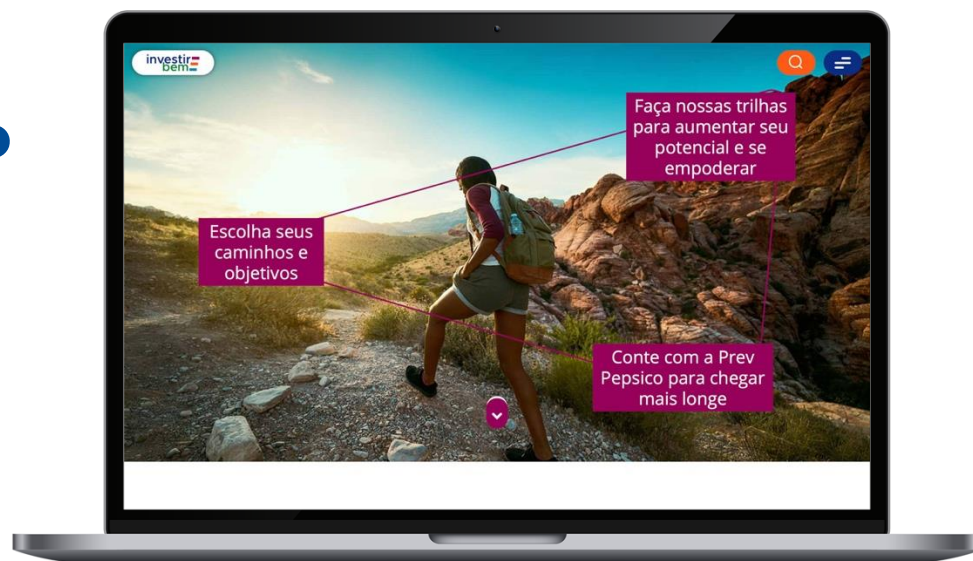 investir
bem
Faça nossas trilhas
para aumentar seu
potencial e se
empoderar
Escolha seus
caminhos e
objetivos
Conte com a Prev
Pepsico para chegar
mais longe